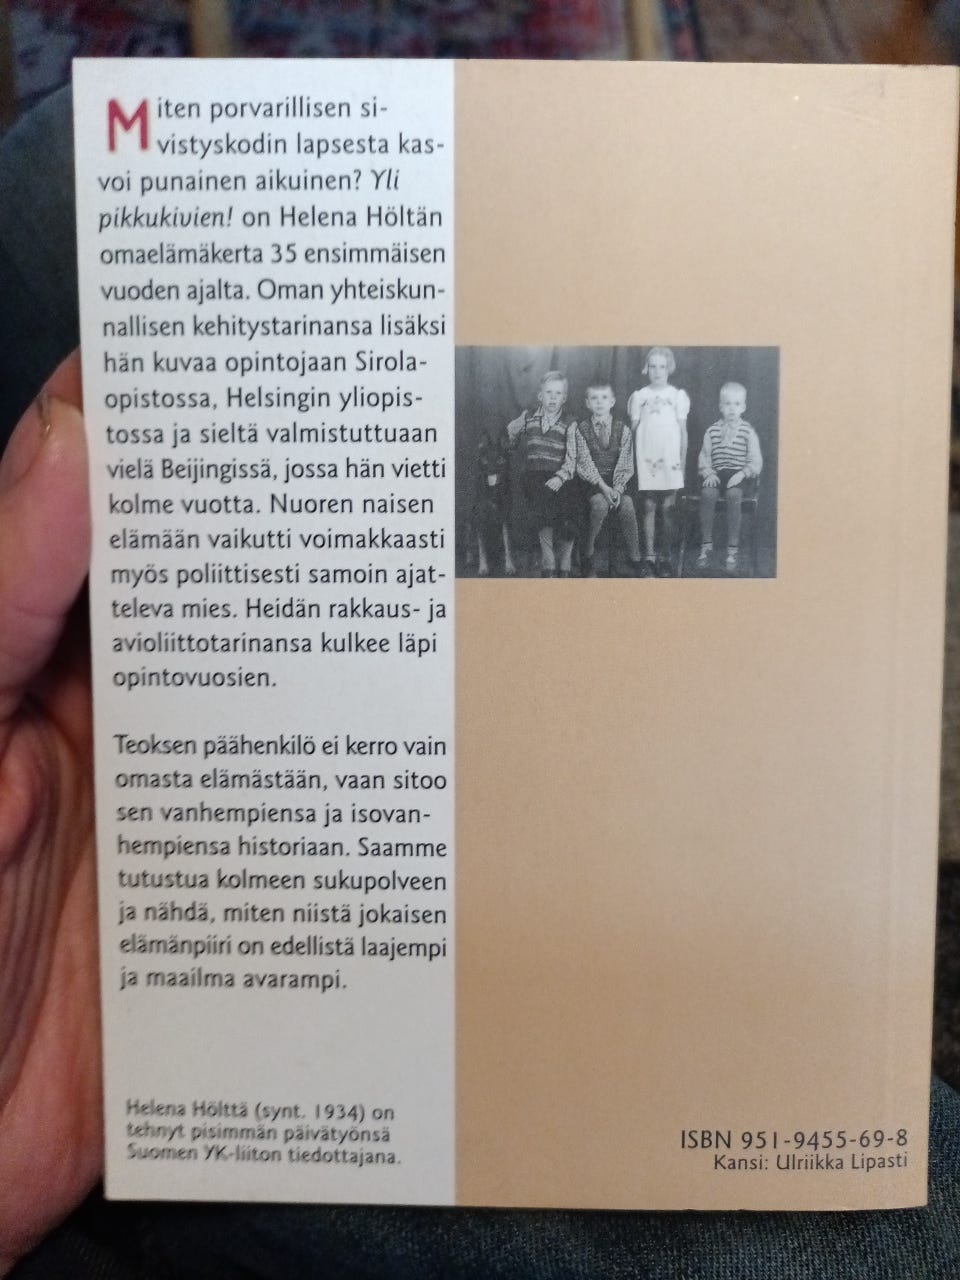 Miten porvarillisen si-
vistyskodin lapsesta kas-
voi punainen aikuinen? Yli
pikkukivien! on Helena Höltän
omaelämäkerta 35 ensimmäisen
vuoden ajalta. Oman yhteiskun-
nallisen kehitystarinansa lisäksi
hän kuvaa opintojaan Sirola-
opistossa, Helsingin yliopis-
tossa ja sieltä valmistuttuaan
vielä Beijingissä, jossa hän vietti
kolme vuotta. Nuoren naisen
elämään vaikutti voimakkaasti
myös poliittisesti samoin ajat-
televa mies. Heidän rakkaus- ja
avioliittotarinansa kulkee läpi
opintovuosien.
Teoksen päähenkilö ei kerro vain
omasta elämästään, vaan sitoo
sen vanhempiensa ja isovan-
hempiensa historiaan. Saamme
tutustua kolmeen sukupolveen
ja nähdä, miten niistä jokaisen
elämänpiiri on edellistä laajempi
ja maailma avarampi.
Helena Hölttä (synt. 1934) on
tehnyt pisimmän päivätyönsä
Suomen YK-liiton tiedottajana.
ISBN 951-9455-69-8
Kansi: Ulriikka Lipasti